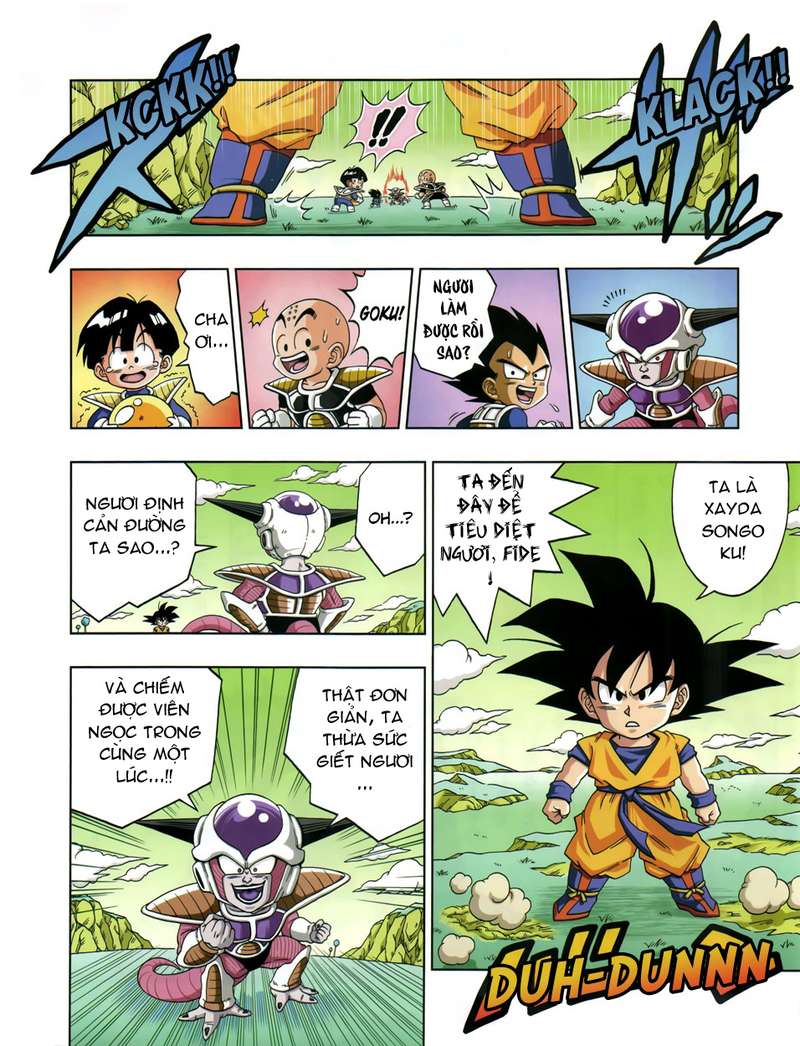 KCKK!!!
!!
KLACK!!
CHA
ƠI...
GOKU!
NGƯƠI
LÀM
ĐƯỢC RỒI
SAO?
NGƯƠI ĐỊNH
CẢN ĐƯỜNG
TA SAO...?
OH...?
TA ĐẾN
ĐÂY ĐỂ
TIÊU DIỆT
NGƯƠI, FIDE
!
TA LÀ
XAYDA
SONGO
KU!
VÀ CHIẾM
ĐƯỢC VIÊN
NGỌC TRONG
CÙNG MỘT
LÚC...!!
THẬT ĐƠN
GIẢN, TA
THỪA SỨC
GIẾT NGƯƠI
...
DUH-DUNNN